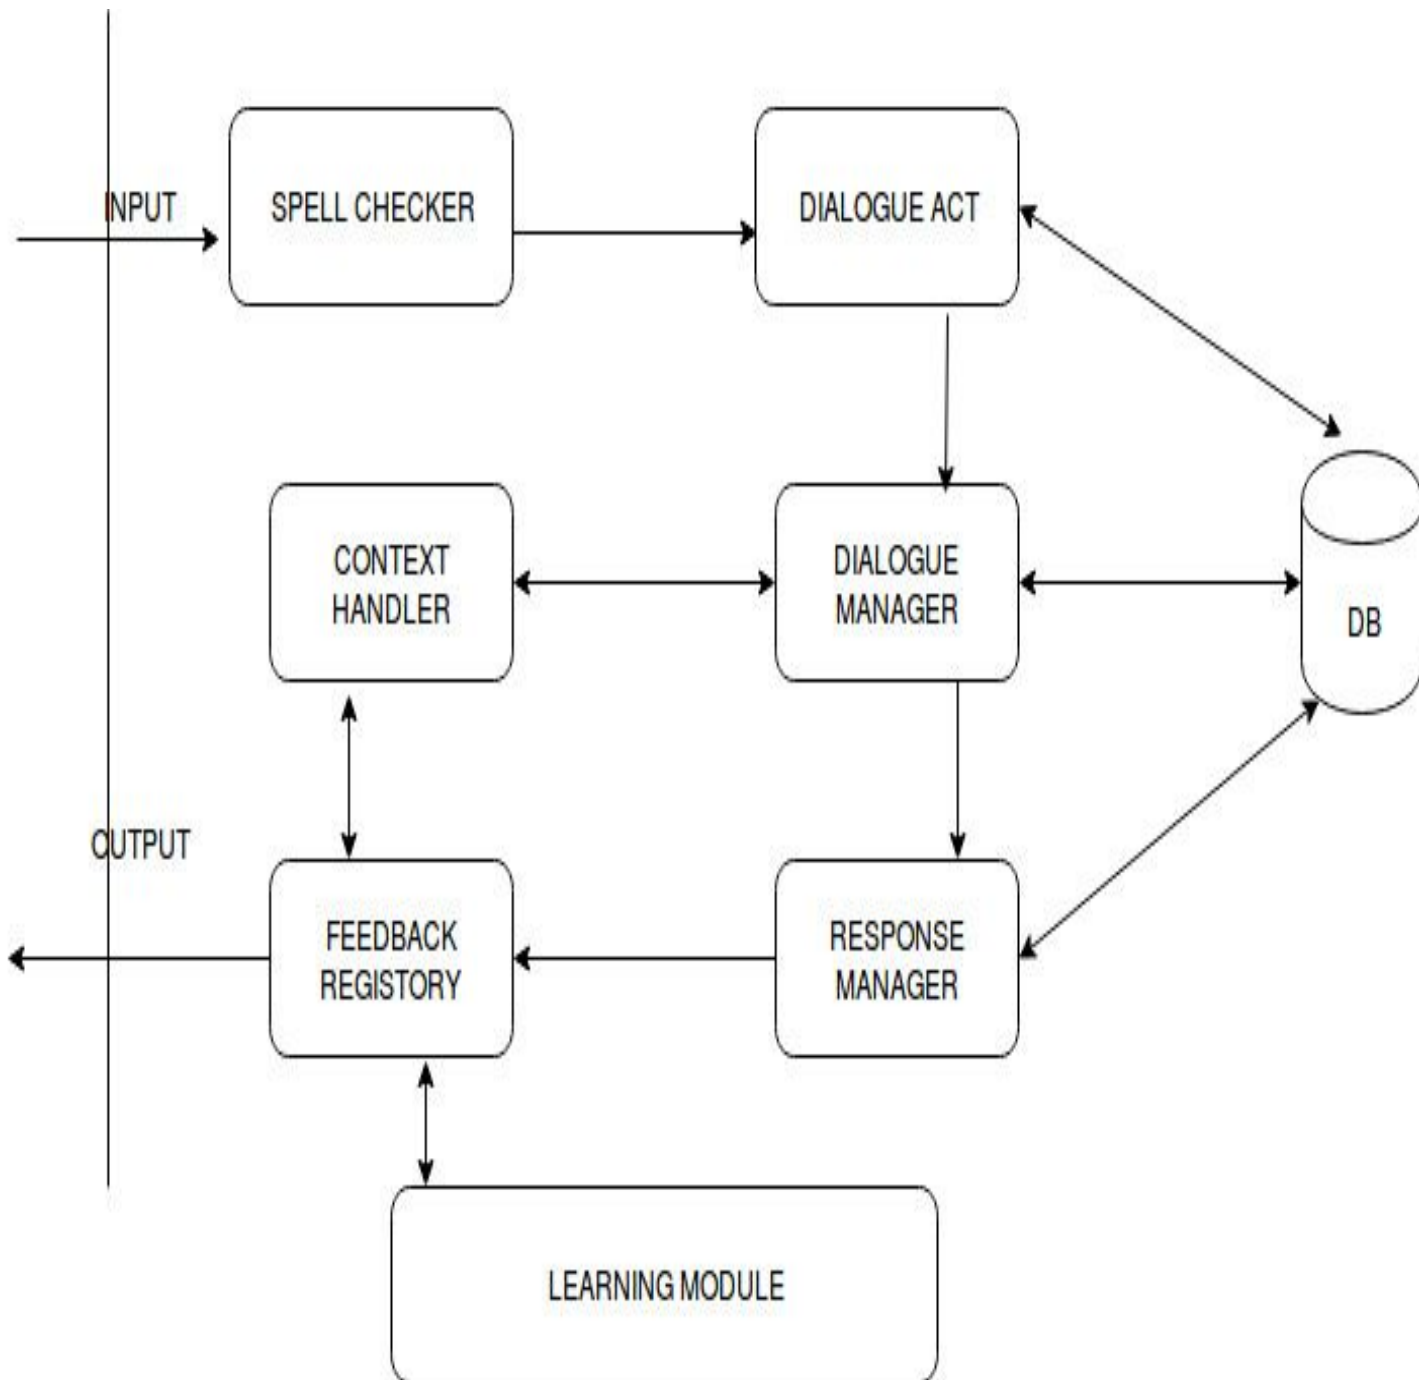 INPUT
SPELL CHECKER
DIALOGUE ACT
CONTEXT
HANDLER
DIALOGUE
MANAGER
DB
OUTPUT
FEEDBACK
REGISTORY
RESPONSE
MANAGER
LEARNING MODULE